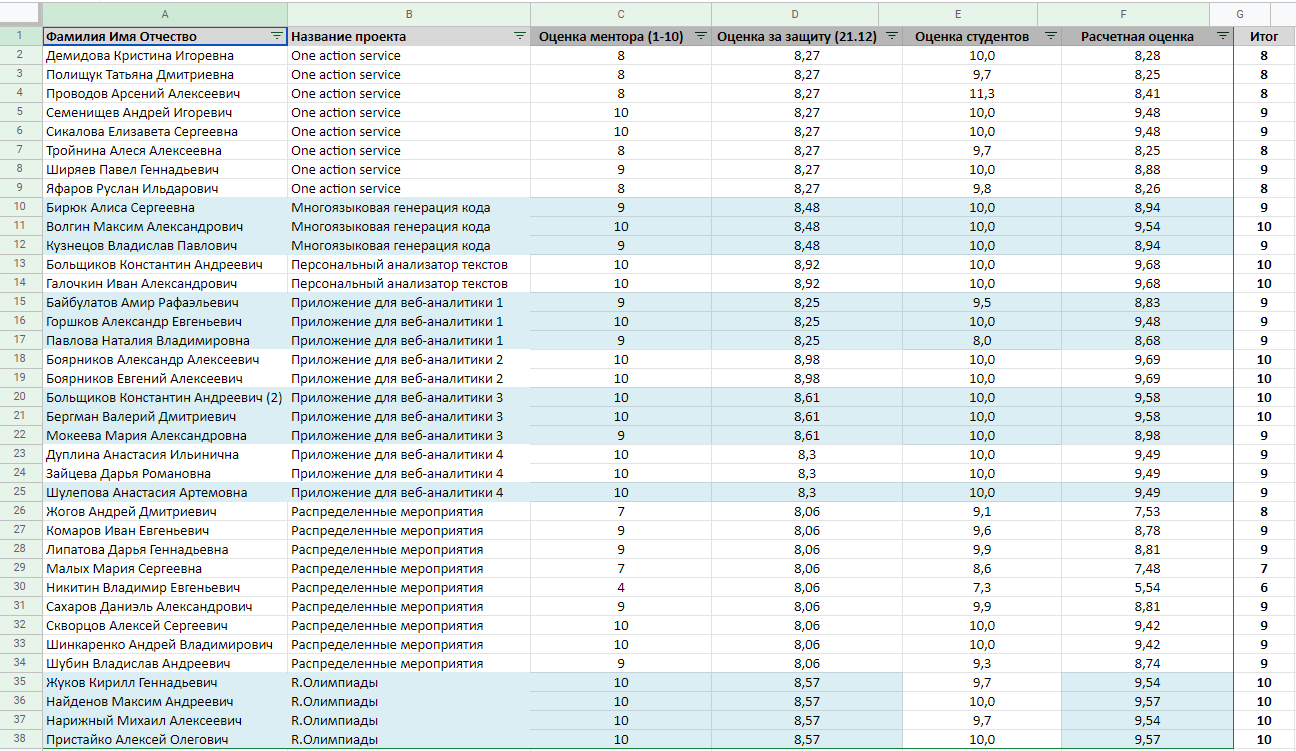 A B C D E F G
1 Фамилия Имя Отчество Название проекта Оценка ментора (1-10) Оценка за защиту (21.12) Оценка студентов Расчетная оценка Итог
2 Демидова Кристина Игоревна One action service 8 8,27 10,0 8,28 8
3 Полищук Татьяна Дмитриевна One action service 8 8,27 9,7 8,25 8
4 Проводов Арсений Алексеевич One action service 8 8,27 11,3 8,41 8
5 Семенищев Андрей Игоревич One action service 10 8,27 10,0 9,48 9
6 Сикалова Елизавета Сергеевна One action service 10 8,27 10,0 9,48 9
7 Тройнина Алеся Алексеевна One action service 8 8,27 9,7 8,25 8
8 Ширяев Павел Геннадьевич One action service 9 8,27 10,0 8,88 9
9 Яфаров Руслан Ильдарович One action service 8 8,27 9,8 8,26 8
10 Бирюк Алиса Сергеевна Многоязыковая генерация кода 9 8,48 10,0 8,94 9
11 Волгин Максим Александрович Многоязыковая генерация кода 10 8,48 10,0 9,54 10
12 Кузнецов Владислав Павлович Многоязыковая генерация кода 9 8,48 10,0 8,94 9
13 Больщиков Константин Андреевич Персональный анализатор текстов 10 8,92 10,0 9,68 10
14 Галочкин Иван Александрович Персональный анализатор текстов 10 8,92 10,0 9,68 10
15 Байбулатов Амир Рафаэльевич Приложение для веб-аналитики 1 9 8,25 9,5 8,83 9
16 Горшков Александр Евгеньевич Приложение для веб-аналитики 1 10 8,25 10,0 9,48 9
17 Павлова Наталия Владимировна Приложение для веб-аналитики 1 9 8,25 8,0 8,68 9
18 Боярников Александр Алексеевич Приложение для веб-аналитики 2 10 8,98 10,0 9,69 10
19 Боярников Евгений Алексеевич Приложение для веб-аналитики 2 10 8,98 10,0 9,69 10
20 Больщиков Константин Андреевич (2) Приложение для веб-аналитики 3 10 8,61 10,0 9,58 10
21 Бергман Валерий Дмитриевич Приложение для веб-аналитики 3 10 8,61 10,0 9,58 10
22 Мокеева Мария Александровна Приложение для веб-аналитики 3 9 8,61 10,0 8,98 9
23 Дуплина Анастасия Ильинична Приложение для веб-аналитики 4 10 8,3 10,0 9,49 9
24 Зайцева Дарья Романовна Приложение для веб-аналитики 4 10 8,3 10,0 9,49 9
25 Шулепова Анастасия Артемовна Приложение для веб-аналитики 4 10 8,3 10,0 9,49 9
26 Жогов Андрей Дмитриевич Распределенные мероприятия 7 8,06 9,1 7,53 8
27 Комаров Иван Евгеньевич Распределенные мероприятия 9 8,06 9,6 8,78 9
28 Липатова Дарья Геннадьевна Распределенные мероприятия 9 8,06 9,9 8,81 9
29 Малых Мария Сергеевна Распределенные мероприятия 7 8,06 8,6 7,48 7
30 Никитин Владимир Евгеньевич Распределенные мероприятия 4 8,06 7,3 5,54 6
31 Сахаров Даниэль Александрович Распределенные мероприятия 9 8,06 9,9 8,81 9
32 Скворцов Алексей Сергеевич Распределенные мероприятия 10 8,06 10,0 9,42 9
33 Шинкаренко Андрей Владимирович Распределенные мероприятия 10 8,06 10,0 9,42 9
34 Шубин Владислав Андреевич Распределенные мероприятия 9 8,06 9,3 8,74 9
35 Жуков Кирилл Геннадьевич R.Олимпиады 10 8,57 9,7 9,54 10
36 Найденов Максим Андреевич R.Олимпиады 10 8,57 10,0 9,57 10
37 Нарижный Михаил Алексеевич R.Олимпиады 10 8,57 9,7 9,54 10
38 Пристайко Алексей Олегович R.Олимпиады 10 8,57 10,0 9,57 10